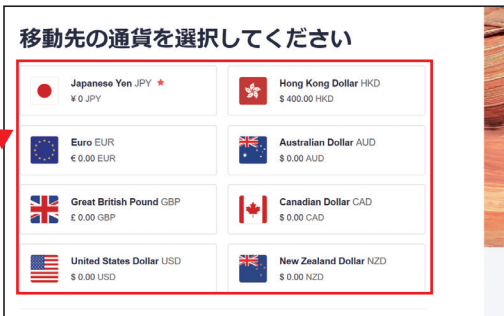 移動先の通貨を選択してください
Japanese Yen JPY ★
¥ 0 JPY
Hong Kong Dollar HKD
$ 400.00 HKD
Euro EUR
€ 0.00 EUR
Australian Dollar AUD
$ 0.00 AUD
Great British Pound GBP
£ 0.00 GBP
Canadian Dollar CAD
$ 0.00 CAD
United States Dollar USD
$ 0.00 USD
New Zealand Dollar NZD
$ 0.00 NZD